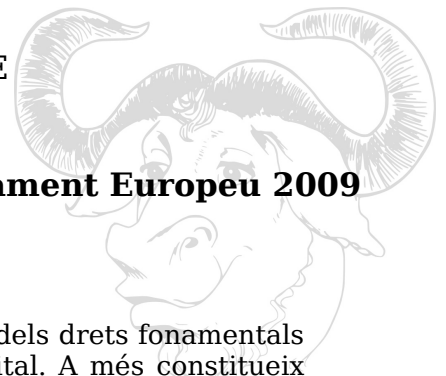 E
ament Europeu 2009
dels drets fonamentals
ital. A més constitueix